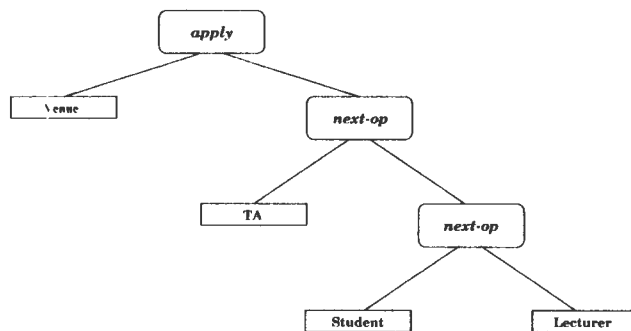 apply
Venue
next-op
TA
next-op
Student
Lecturer